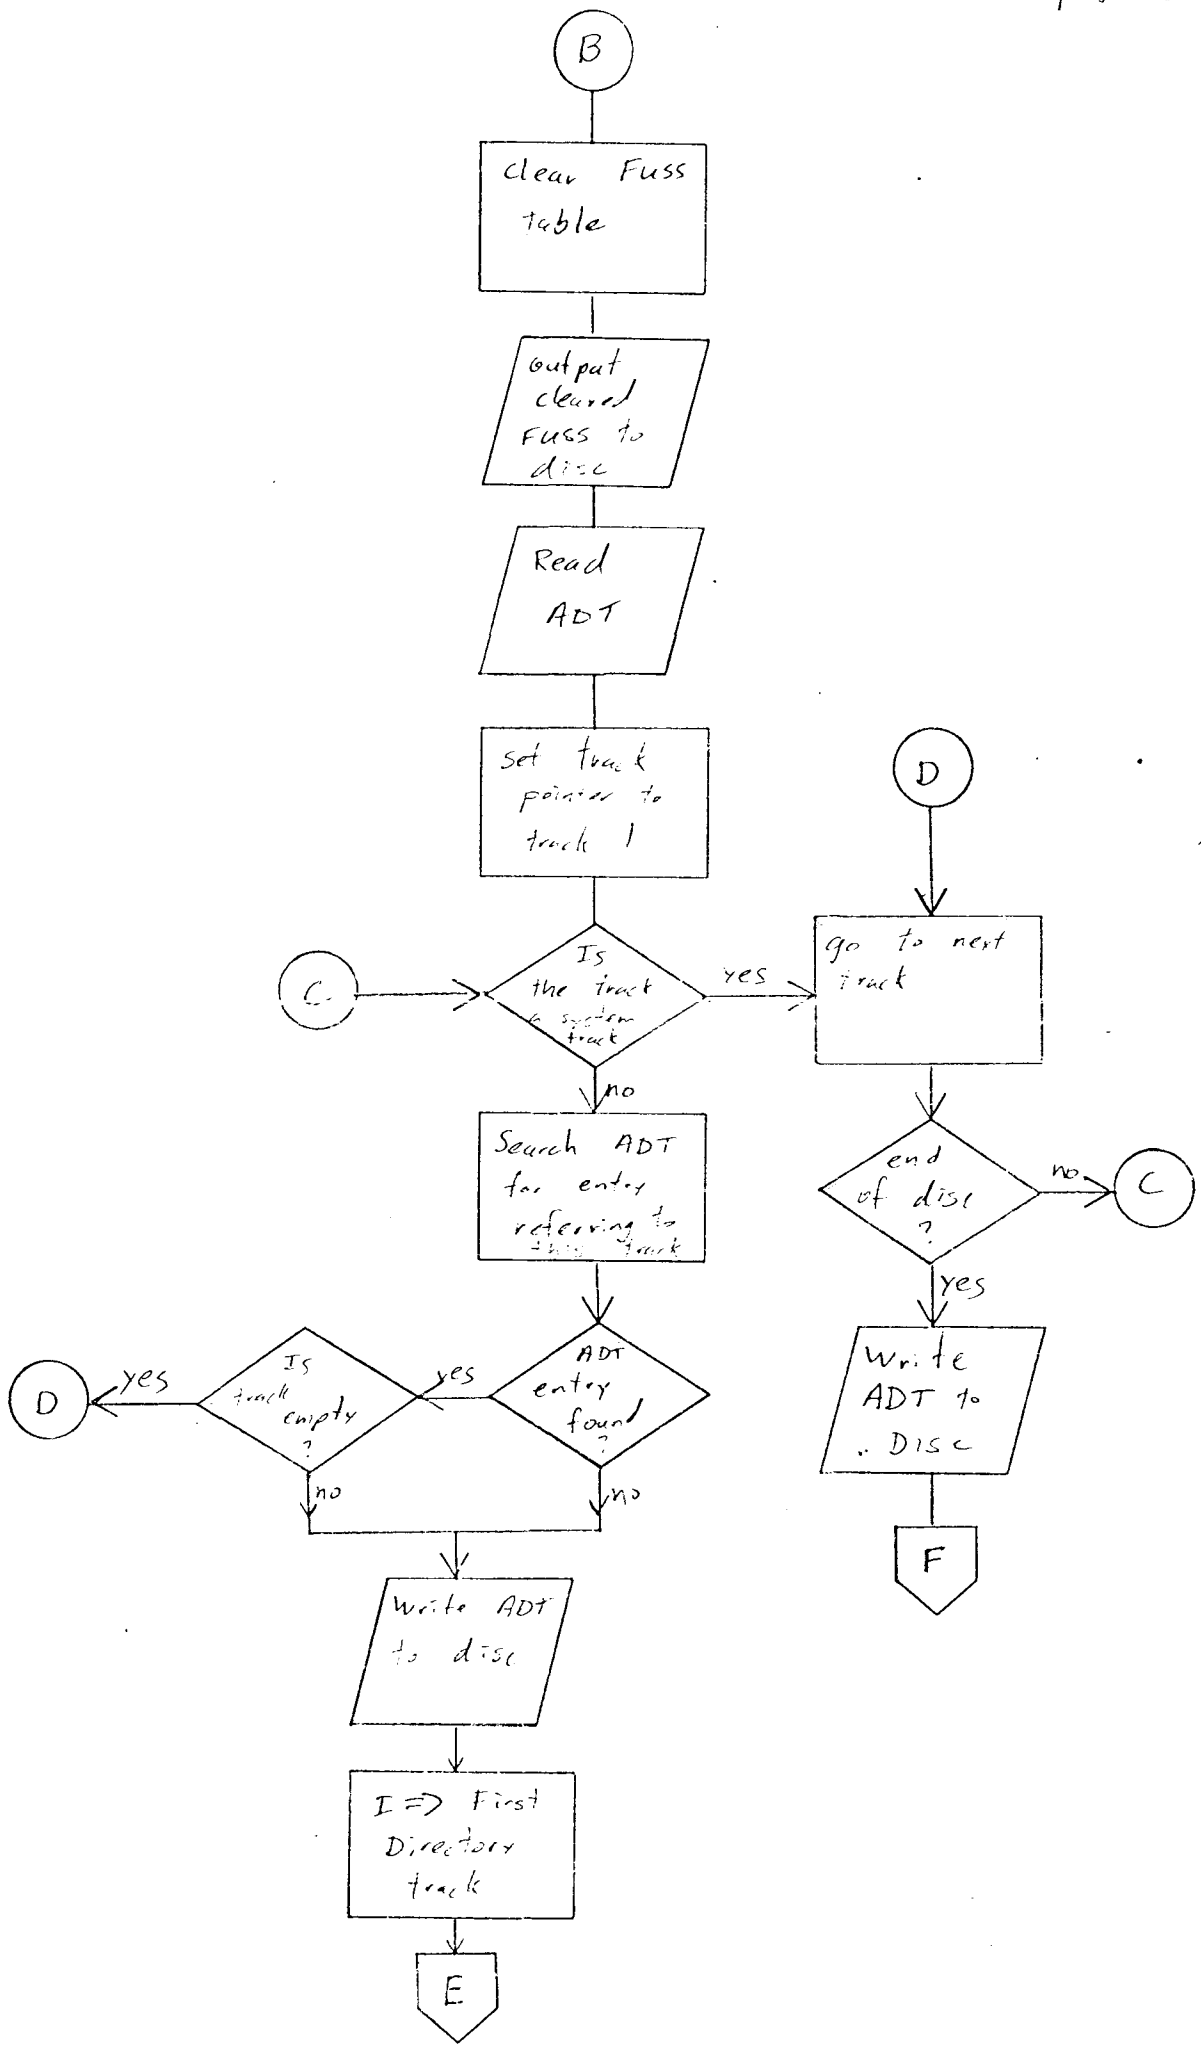 B
Clear Fuss
table
output
cleared
FUSS to
disc
Read
ADT
set track
pointer to
track 1
D
C
Is
the track
a system
track
yes
go to next
track
no
Search ADT
for entry
referring to
this track
end
of disc
?
no
C
yes
Write
ADT to
Disc
F
ADT
entry
found
?
yes
Is
track
empty
?
yes
D
no
no
Write ADT
to disc
I => First
Directory
track
E